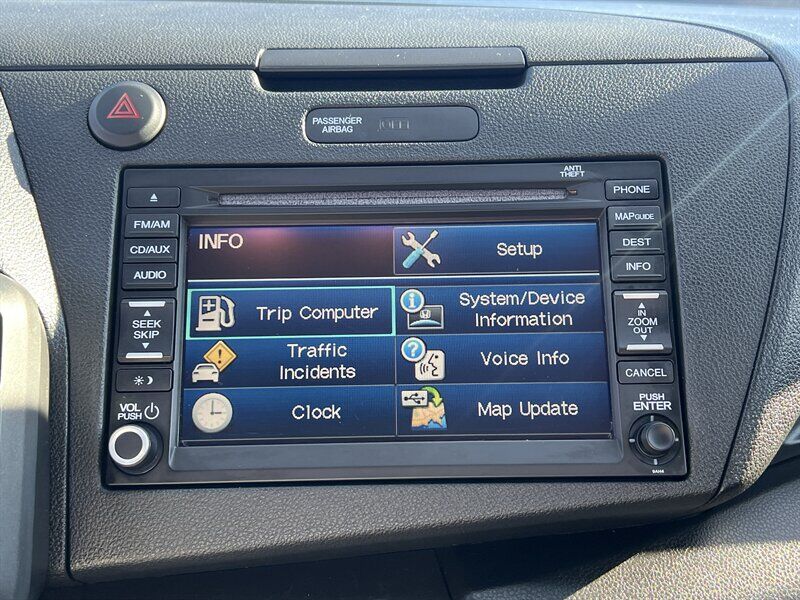 PASSENGER
AIRBAG
OFF
ANTI
THEFT
FM/AM
CD/AUX
AUDIO
SEEK
SKIP
VOL
PUSH
INFO
Setup
Trip Computer
System/Device
Information
Traffic
Incidents
Voice Info
Clock
Map Update
PHONE
MAP GUIDE
DEST
INFO
IN
ZOOM
OUT
CANCEL
PUSH
ENTER